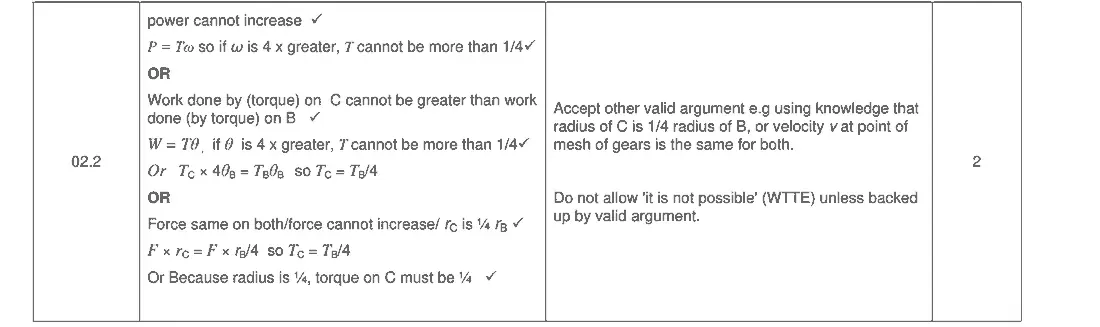 power cannot increase ✓
P = Tω so if ω is 4 x greater, T cannot be more than 1/4✓
OR
Work done by (torque) on C cannot be greater than work
done (by torque) on B ✓
W = Tθ, if θ is 4 x greater, T cannot be more than 1/4✓
Or T_C × 4θ_B = T_Bθ_B so T_C = T_B/4
OR
Force same on both/force cannot increase/ r_C is ¼ r_B ✓
F × r_C = F × r_B/4 so T_C = T_B/4
Or Because radius is ¼, torque on C must be ¼ ✓
Accept other valid argument e.g using knowledge that
radius of C is 1/4 radius of B, or velocity v at point of
mesh of gears is the same for both.
Do not allow 'it is not possible' (WTTE) unless backed
up by valid argument.
02.2
2